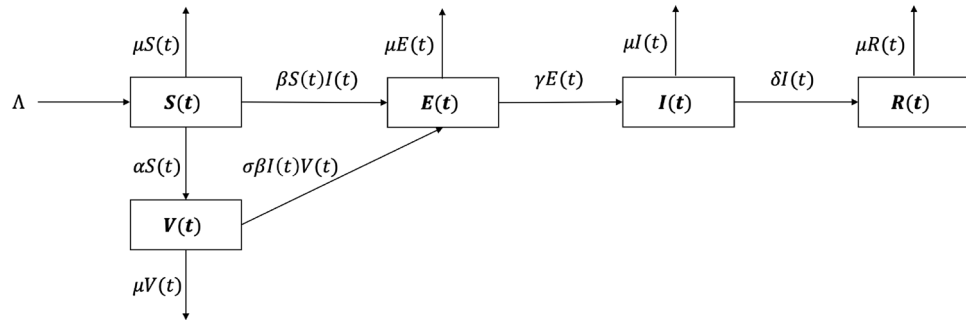 μS(t)
μE(t)
μI(t)
μR(t)
βS(t)I(t)
γE(t)
δI(t)
Λ
S(t)
E(t)
I(t)
R(t)
αS(t)
σβI(t)V(t)
V(t)
μV(t)